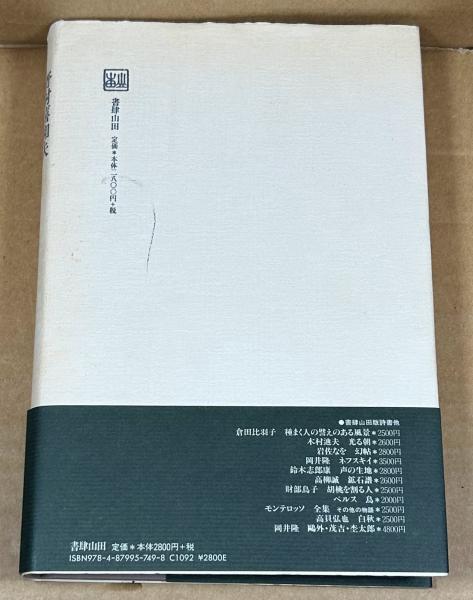 書肆山田
定価*本体二八〇〇円+税
●書肆山田版詩書他
倉田比羽子 種まく人の譬えのある風景*2500円
木村迪夫 光る朝*2600円
岩佐なを 幻帖*2800円
岡井隆 ネフスキイ*3500円
鈴木志郎康 声の生地*2800円
高柳誠 鉱石譜*2600円
財部鳥子 胡桃を割る人*2500円
ペルス 鳥*2000円
モンテロッソ 全集 その他の物語*2500円
高貝弘也 白秋*2500円
岡井隆 鷗外・茂吉・杢太郎*4800円
書肆山田 定価*本体2800円+税
ISBN978-4-87995-749-8 C1092 ¥2800E